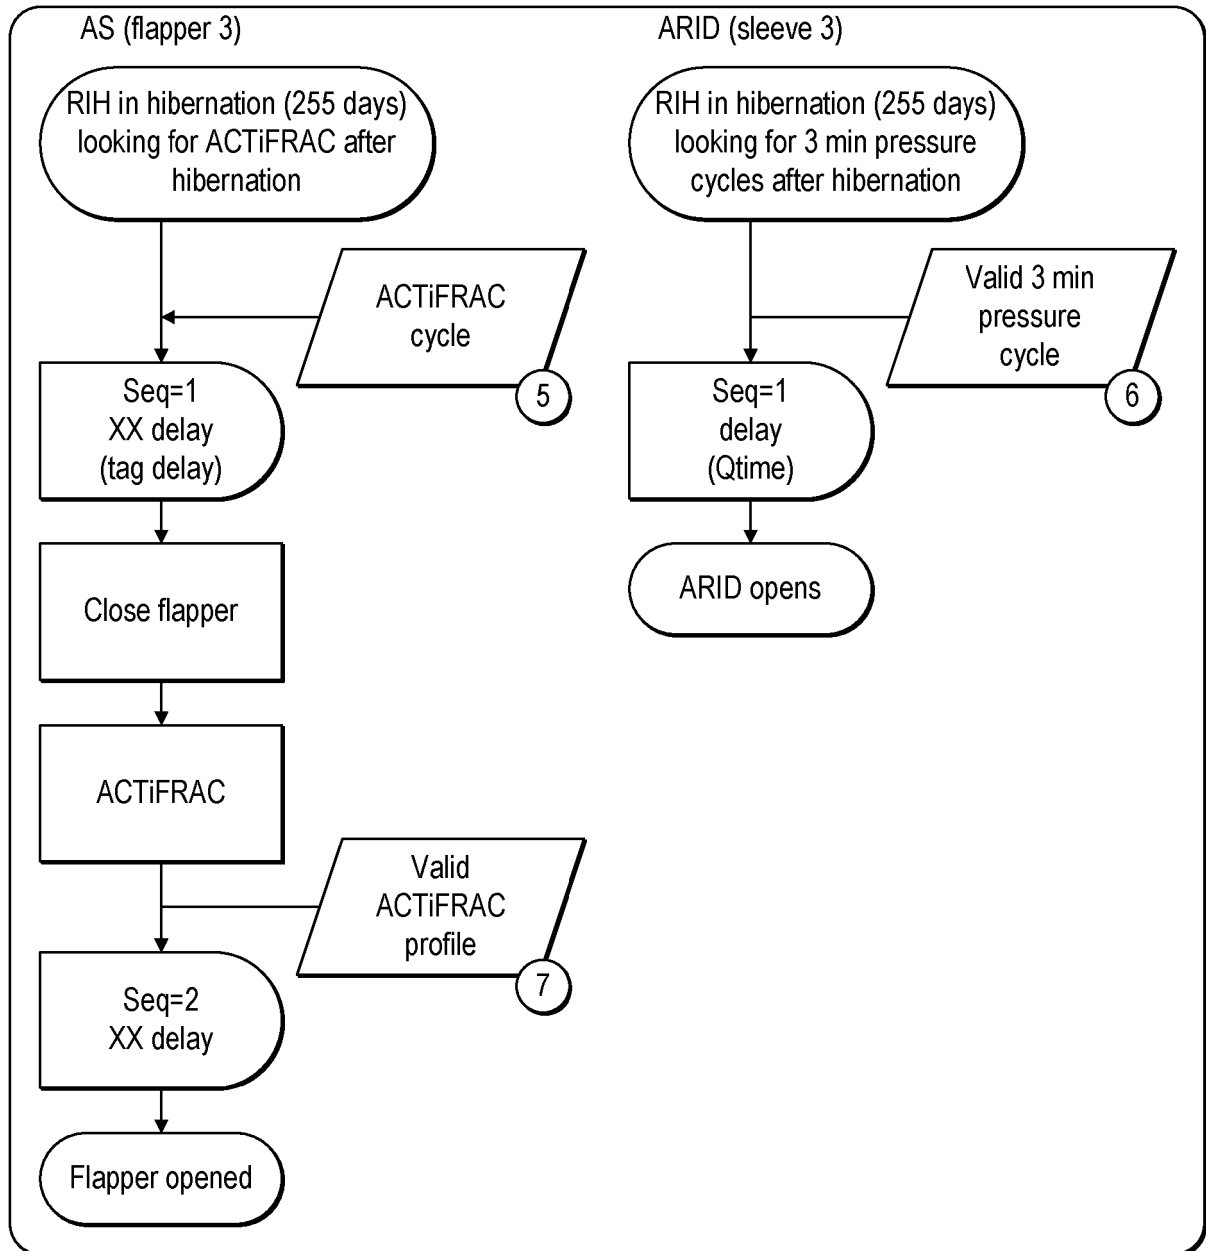 AS (flapper 3)
RIH in hibernation (255 days)
looking for ACTiFRAC after
hibernation
ACTiFRAC
cycle
5
Seq=1
XX delay
(tag delay)
Close flapper
ACTiFRAC
Valid
ACTiFRAC
profile
7
Seq=2
XX delay
Flapper opened
ARID (sleeve 3)
RIH in hibernation (255 days)
looking for 3 min pressure
cycles after hibernation
Valid 3 min
pressure
cycle
6
Seq=1
delay
(Qtime)
ARID opens